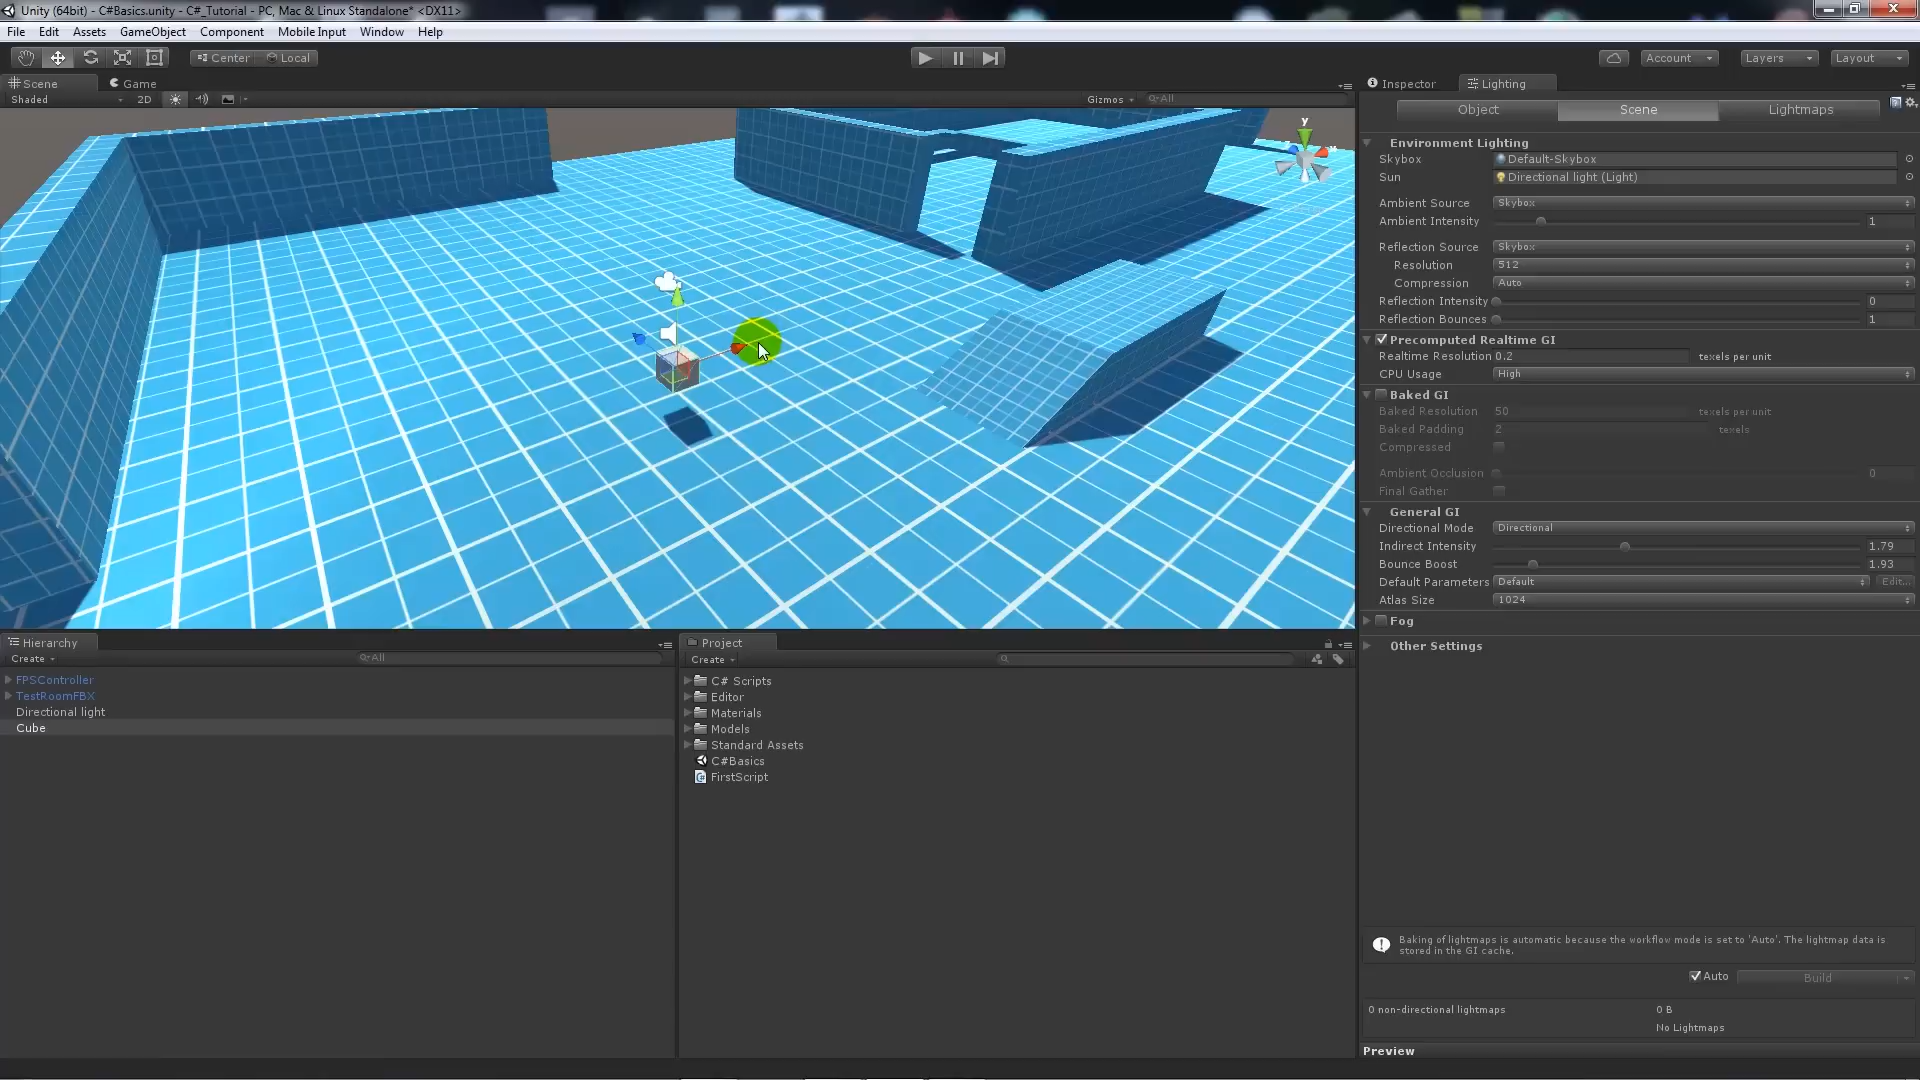 Unity (64bit) - C#Basics.unity - C#_Tutorial - PC, Mac & Linux Standalone* <DX11>
File Edit Assets GameObject Component Mobile Input Window Help
Center Local Account Layers Layout
Scene Game
Shaded 2D Gizmos All
y
Inspector Lighting
Object Scene Lightmaps
Environment Lighting
Skybox Default-Skybox
Sun Directional light (Light)
Ambient Source Skybox
Ambient Intensity 1
Reflection Source Skybox
Resolution 512
Compression Auto
Reflection Intensity 0
Reflection Bounces 1
Precomputed Realtime GI
Realtime Resolution 0.2 texels per unit
CPU Usage High
Baked GI
Baked Resolution 50 texels per unit
Baked Padding 2 texels
Compressed
Ambient Occlusion 0
Final Gather
General GI
Directional Mode Directional
Indirect Intensity 1.79
Bounce Boost 1.93
Default Parameters Default Edit...
Atlas Size 1024
Fog
Other Settings
Baking of lightmaps is automatic because the workflow mode is set to 'Auto'. The lightmap data is
stored in the GI cache.
Auto Build
0 non-directional lightmaps 0 B
No Lightmaps
Preview
Hierarchy
Create All
FPSController
TestRoomFBX
Directional light
Cube
Project
Create
C# Scripts
Editor
Materials
Models
Standard Assets
C#Basics
FirstScript